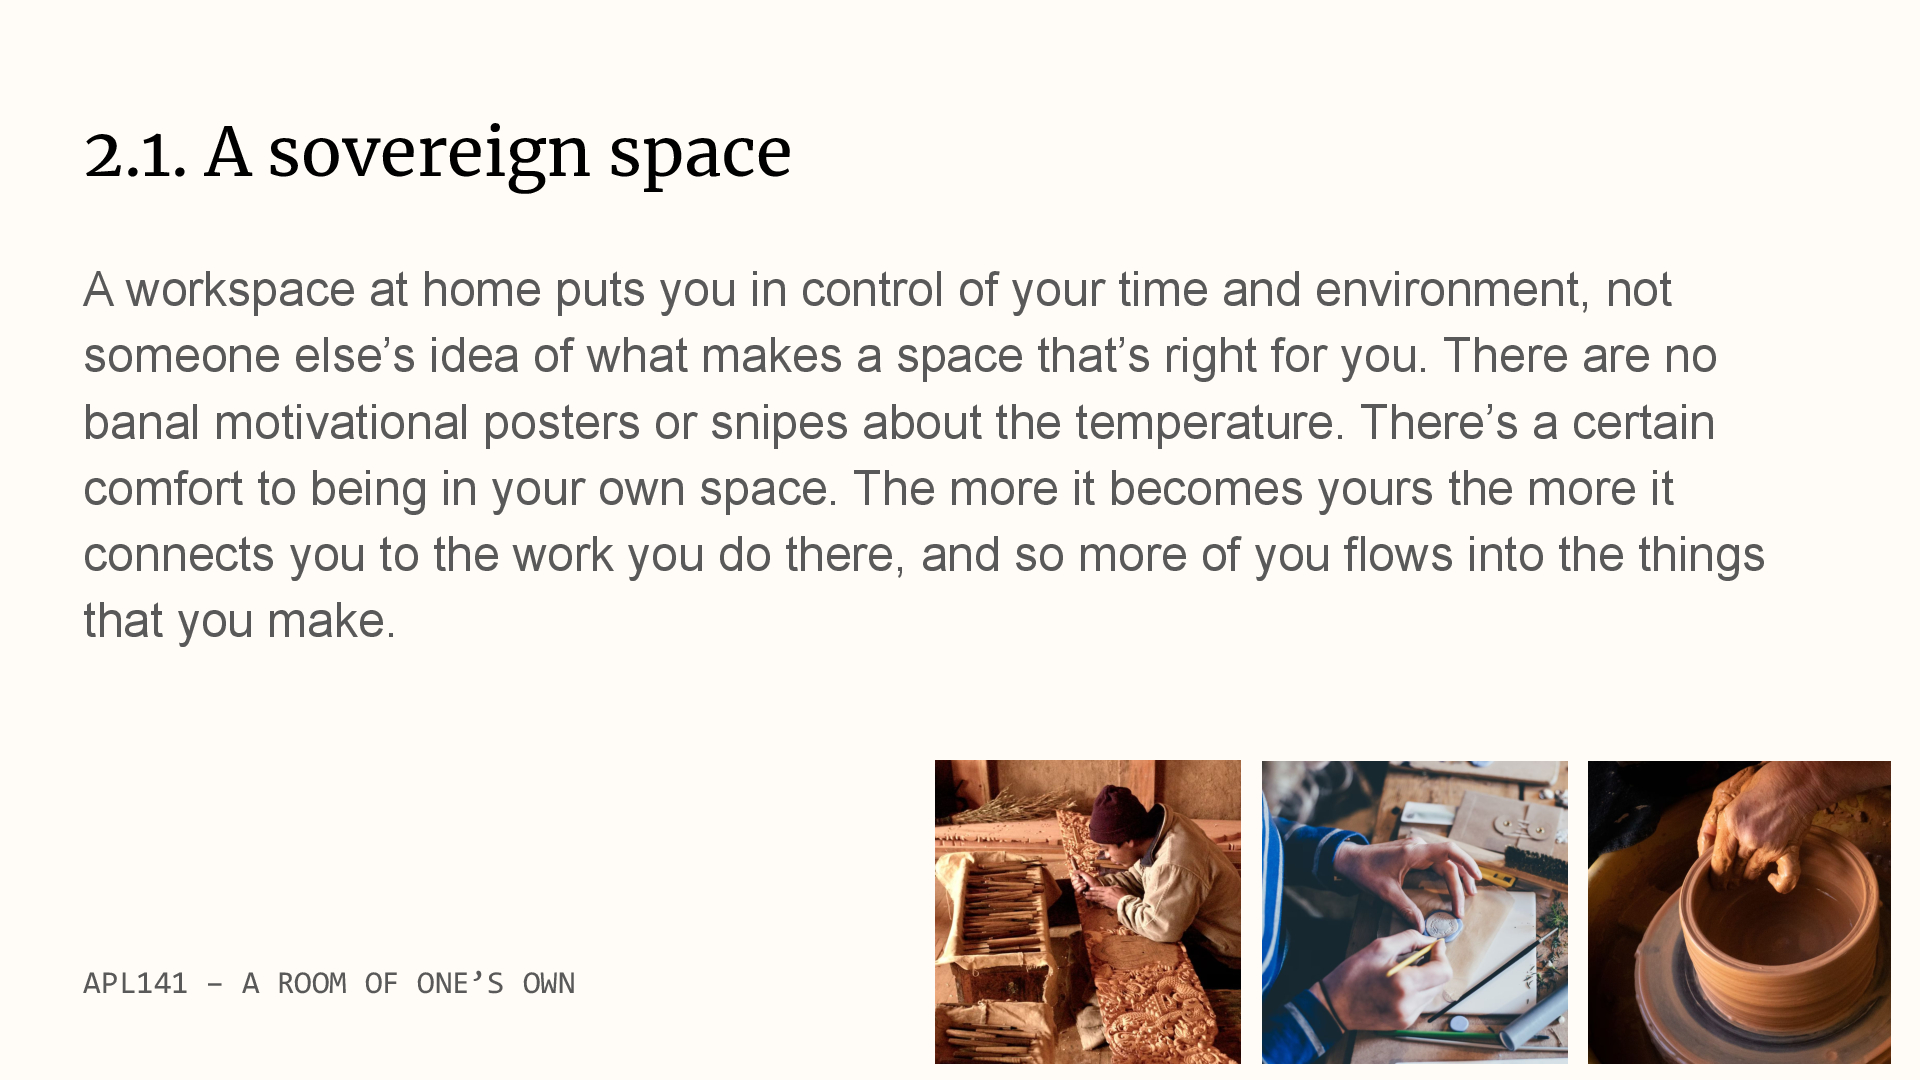 2.1. A sovereign space
A workspace at home puts you in control of your time and environment, not
someone else’s idea of what makes a space that’s right for you. There are no
banal motivational posters or snipes about the temperature. There’s a certain
comfort to being in your own space. The more it becomes yours the more it
connects you to the work you do there, and so more of you flows into the things
that you make.
APL141 – A ROOM OF ONE’S OWN